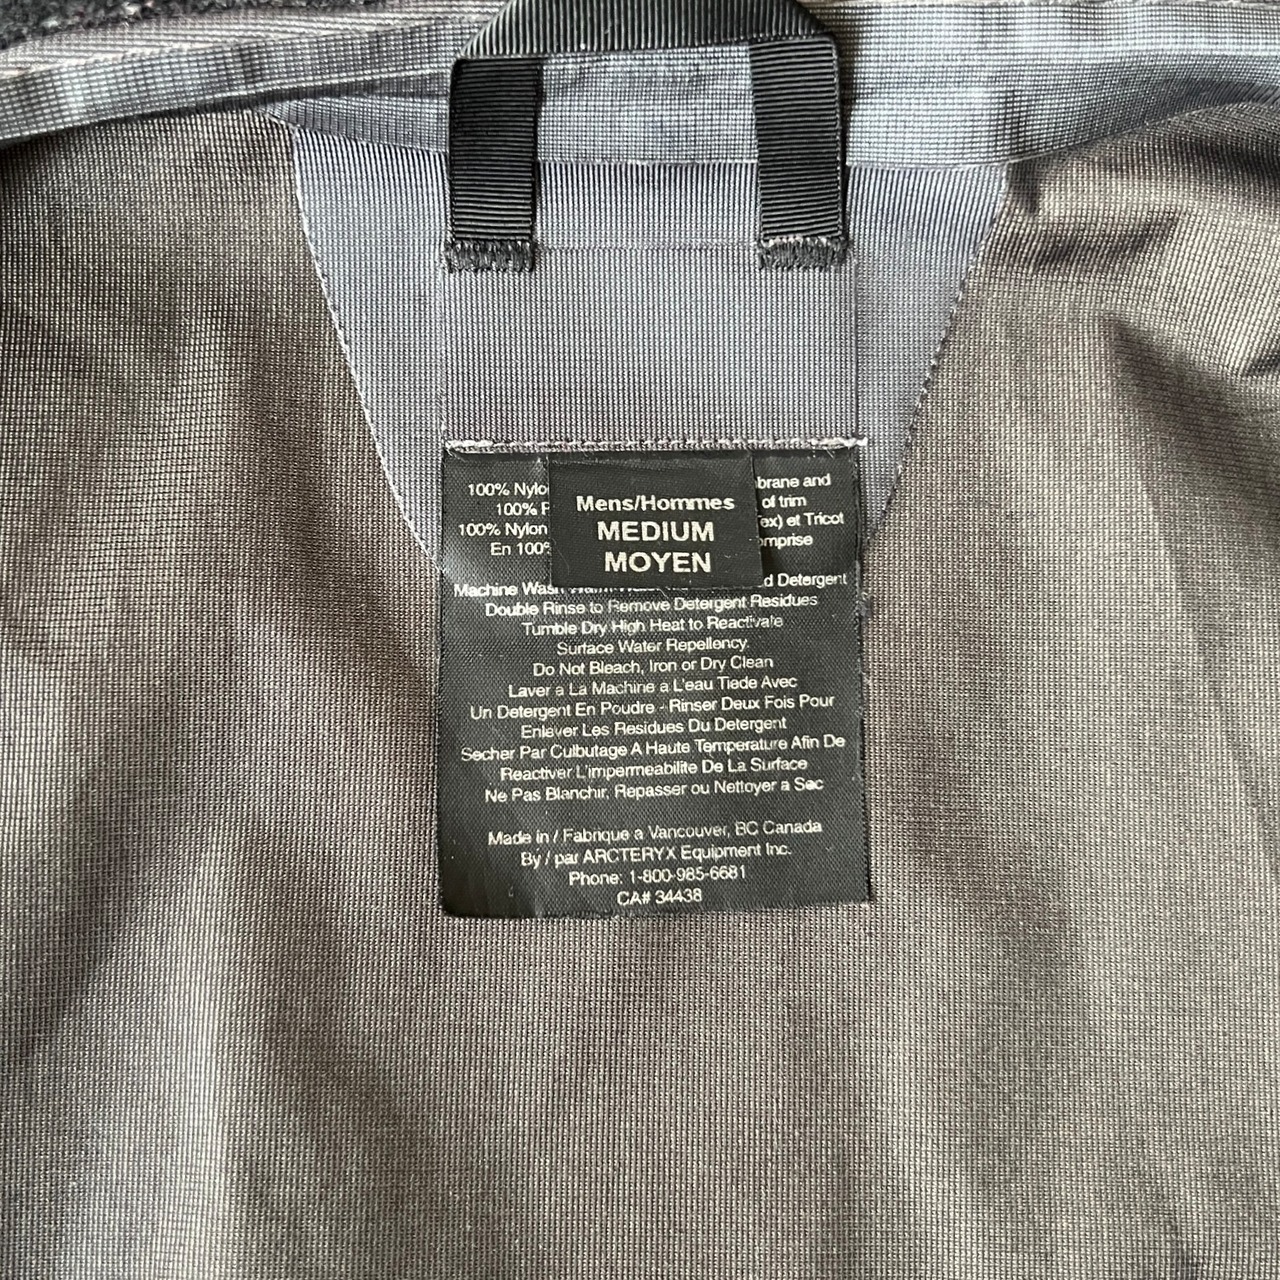 Mens/Hommes
MEDIUM
MOYEN
100% Nylo brane and
100% P of trim
100% Nylon ex) et Tricot
En 100% omprise
Machine Wash Warm d Detergent
Double Rinse to Remove Detergent Residues
Tumble Dry High Heat to Reactivate
Surface Water Repellency.
Do Not Bleach, Iron or Dry Clean
Laver a La Machine a L'eau Tiede Avec
Un Detergent En Poudre - Rinser Deux Fois Pour
Enlever Les Residues Du Detergent
Secher Par Culbutage A Haute Temperature Afin De
Reactiver L'impermeabilite De La Surface
Ne Pas Blanchir, Repasser ou Nettoyer a Sec
Made in / Fabrique a Vancouver, BC Canada
By / par ARCTERYX Equipment Inc.
Phone: 1-800-985-6681
CA# 34438